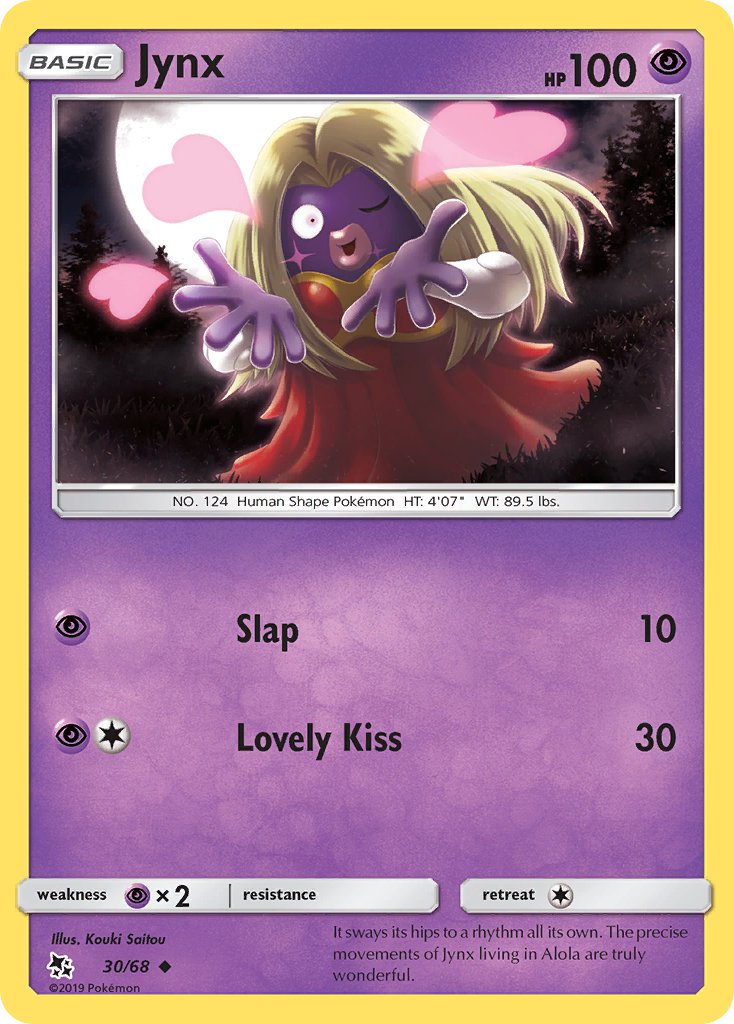 BASIC Jynx HP100
NO. 124 Human Shape Pokémon HT: 4'07" WT: 89.5 lbs.
Slap 10
Lovely Kiss 30
weakness ×2 resistance retreat
Illus. Kouki Saitou
30/68
©2019 Pokémon
It sways its hips to a rhythm all its own. The precise
movements of Jynx living in Alola are truly
wonderful.